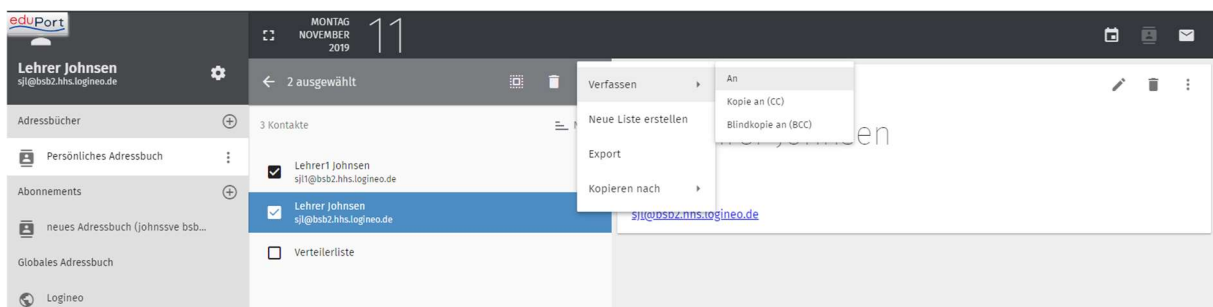 eduPort
Lehrer Johnsen
sjl@bsb2.hhs.logineo.de
Adressbücher
Persönliches Adressbuch
Abonnements
neues Adressbuch (johnssve bsb...
Globales Adressbuch
Logineo
MONTAG
NOVEMBER
2019
11
2 ausgewählt
3 Kontakte
Lehrer1 Johnsen
sjl1@bsb2.hhs.logineo.de
Lehrer Johnsen
sjl@bsb2.hhs.logineo.de
Verteilerliste
Verfassen
Neue Liste erstellen
Export
Kopieren nach
An
Kopie an (CC)
Blindkopie an (BCC)
sjl@bsb2.hhs.logineo.de